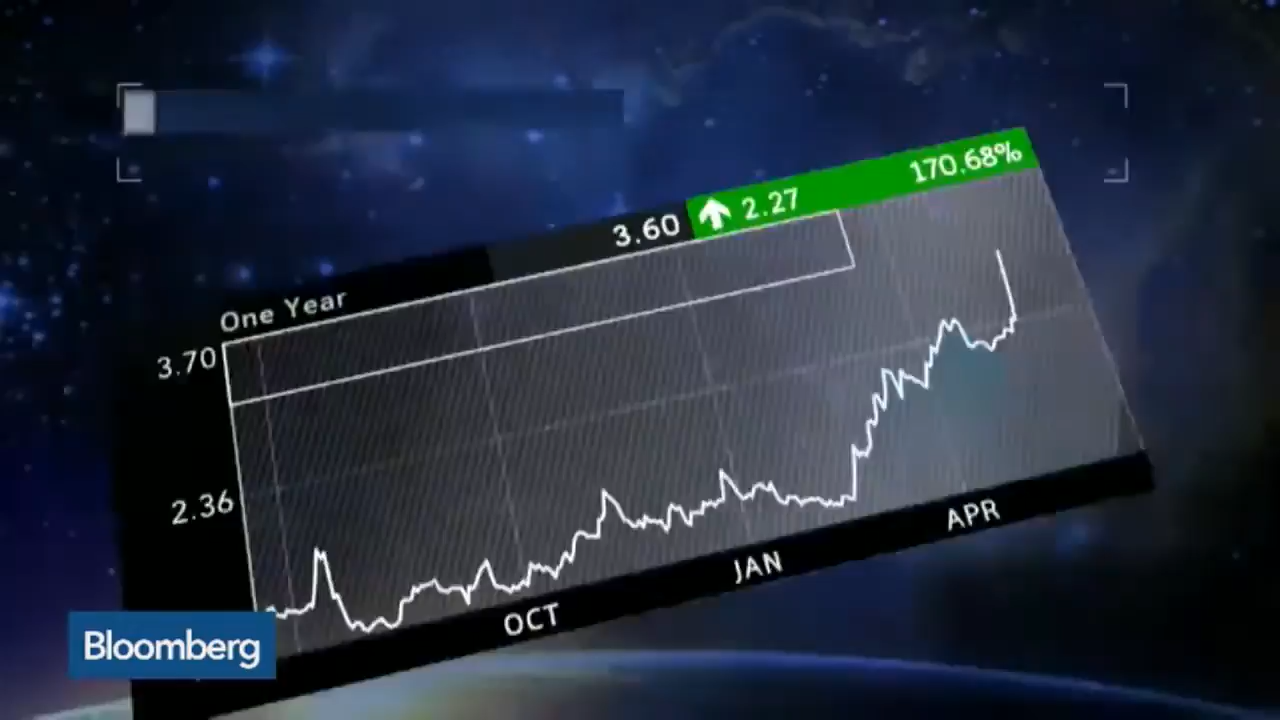 3.60 2.27 170.68%
One Year
3.70
2.36
OCT JAN APR
Bloomberg